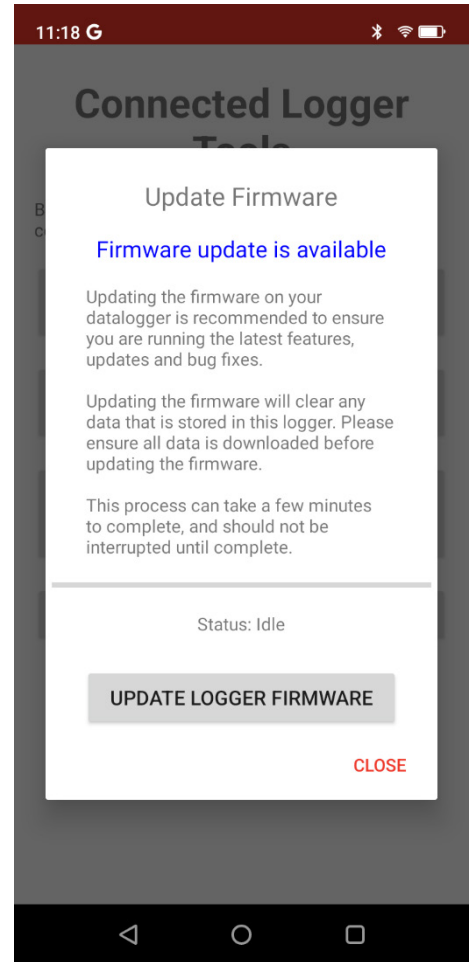 11:18 G
Connected Logger
Tools
B
c
Update Firmware
Firmware update is available
Updating the firmware on your
datalogger is recommended to ensure
you are running the latest features,
updates and bug fixes.
Updating the firmware will clear any
data that is stored in this logger. Please
ensure all data is downloaded before
updating the firmware.
This process can take a few minutes
to complete, and should not be
interrupted until complete.
Status: Idle
UPDATE LOGGER FIRMWARE
CLOSE